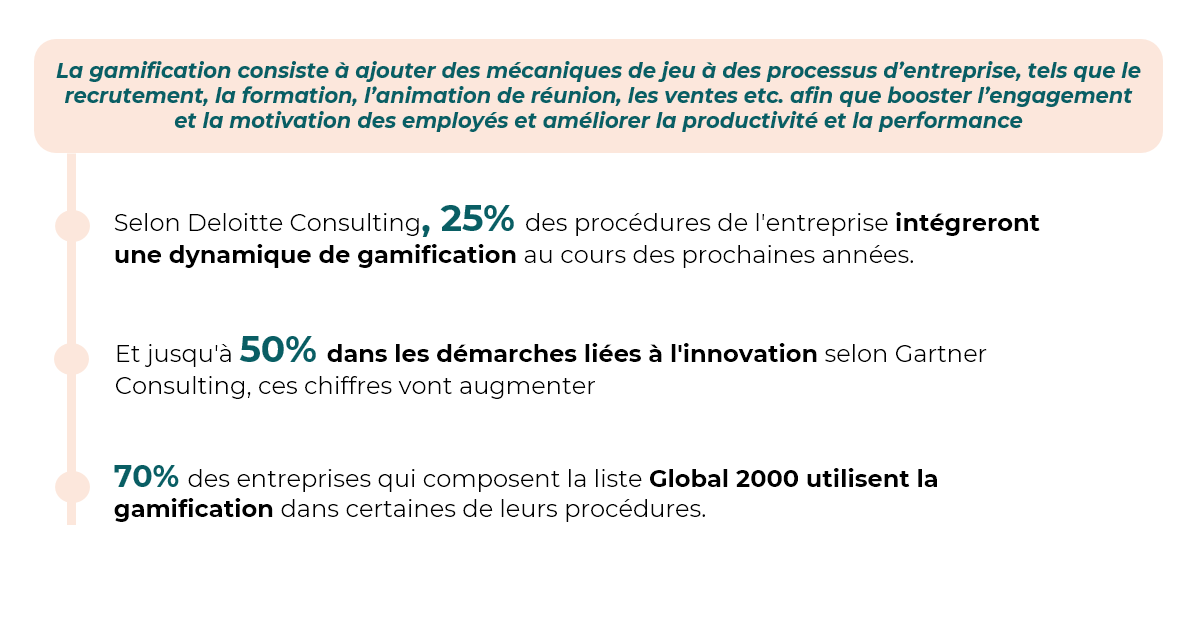 La gamification consiste à ajouter des mécaniques de jeu à des processus d’entreprise, tels que le
recrutement, la formation, l’animation de réunion, les ventes etc. afin que booster l’engagement
et la motivation des employés et améliorer la productivité et la performance
Selon Deloitte Consulting, 25% des procédures de l'entreprise intégreront
une dynamique de gamification au cours des prochaines années.
Et jusqu'à 50% dans les démarches liées à l'innovation selon Gartner
Consulting, ces chiffres vont augmenter
70% des entreprises qui composent la liste Global 2000 utilisent la
gamification dans certaines de leurs procédures.